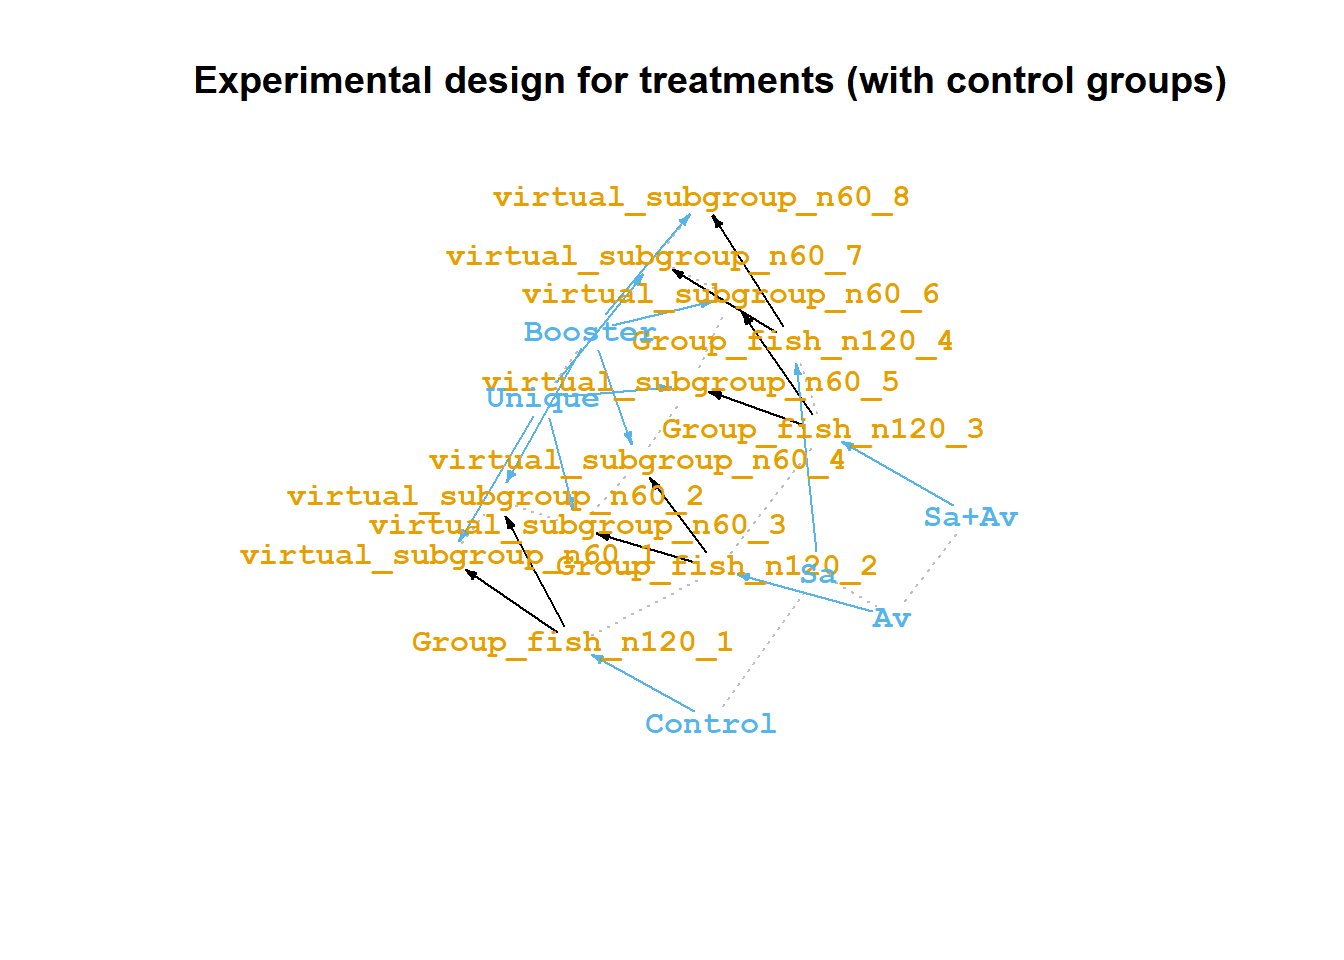 Experimental design for treatments (with control groups)
virtual_subgroup_n60_8
virtual_subgroup_n60_7
virtual_subgroup_n60_6
Booster
Group_fish_n120_4
virtual_subgroup_n60_5
Unique
Group_fish_n120_3
virtual_subgroup_n60_4
virtual_subgroup_n60_2
Sa+Av
virtual_subgroup_n60_3
virtual_subgroup_n60_1
Group_fish_n120_2
Sa
Av
Group_fish_n120_1
Control